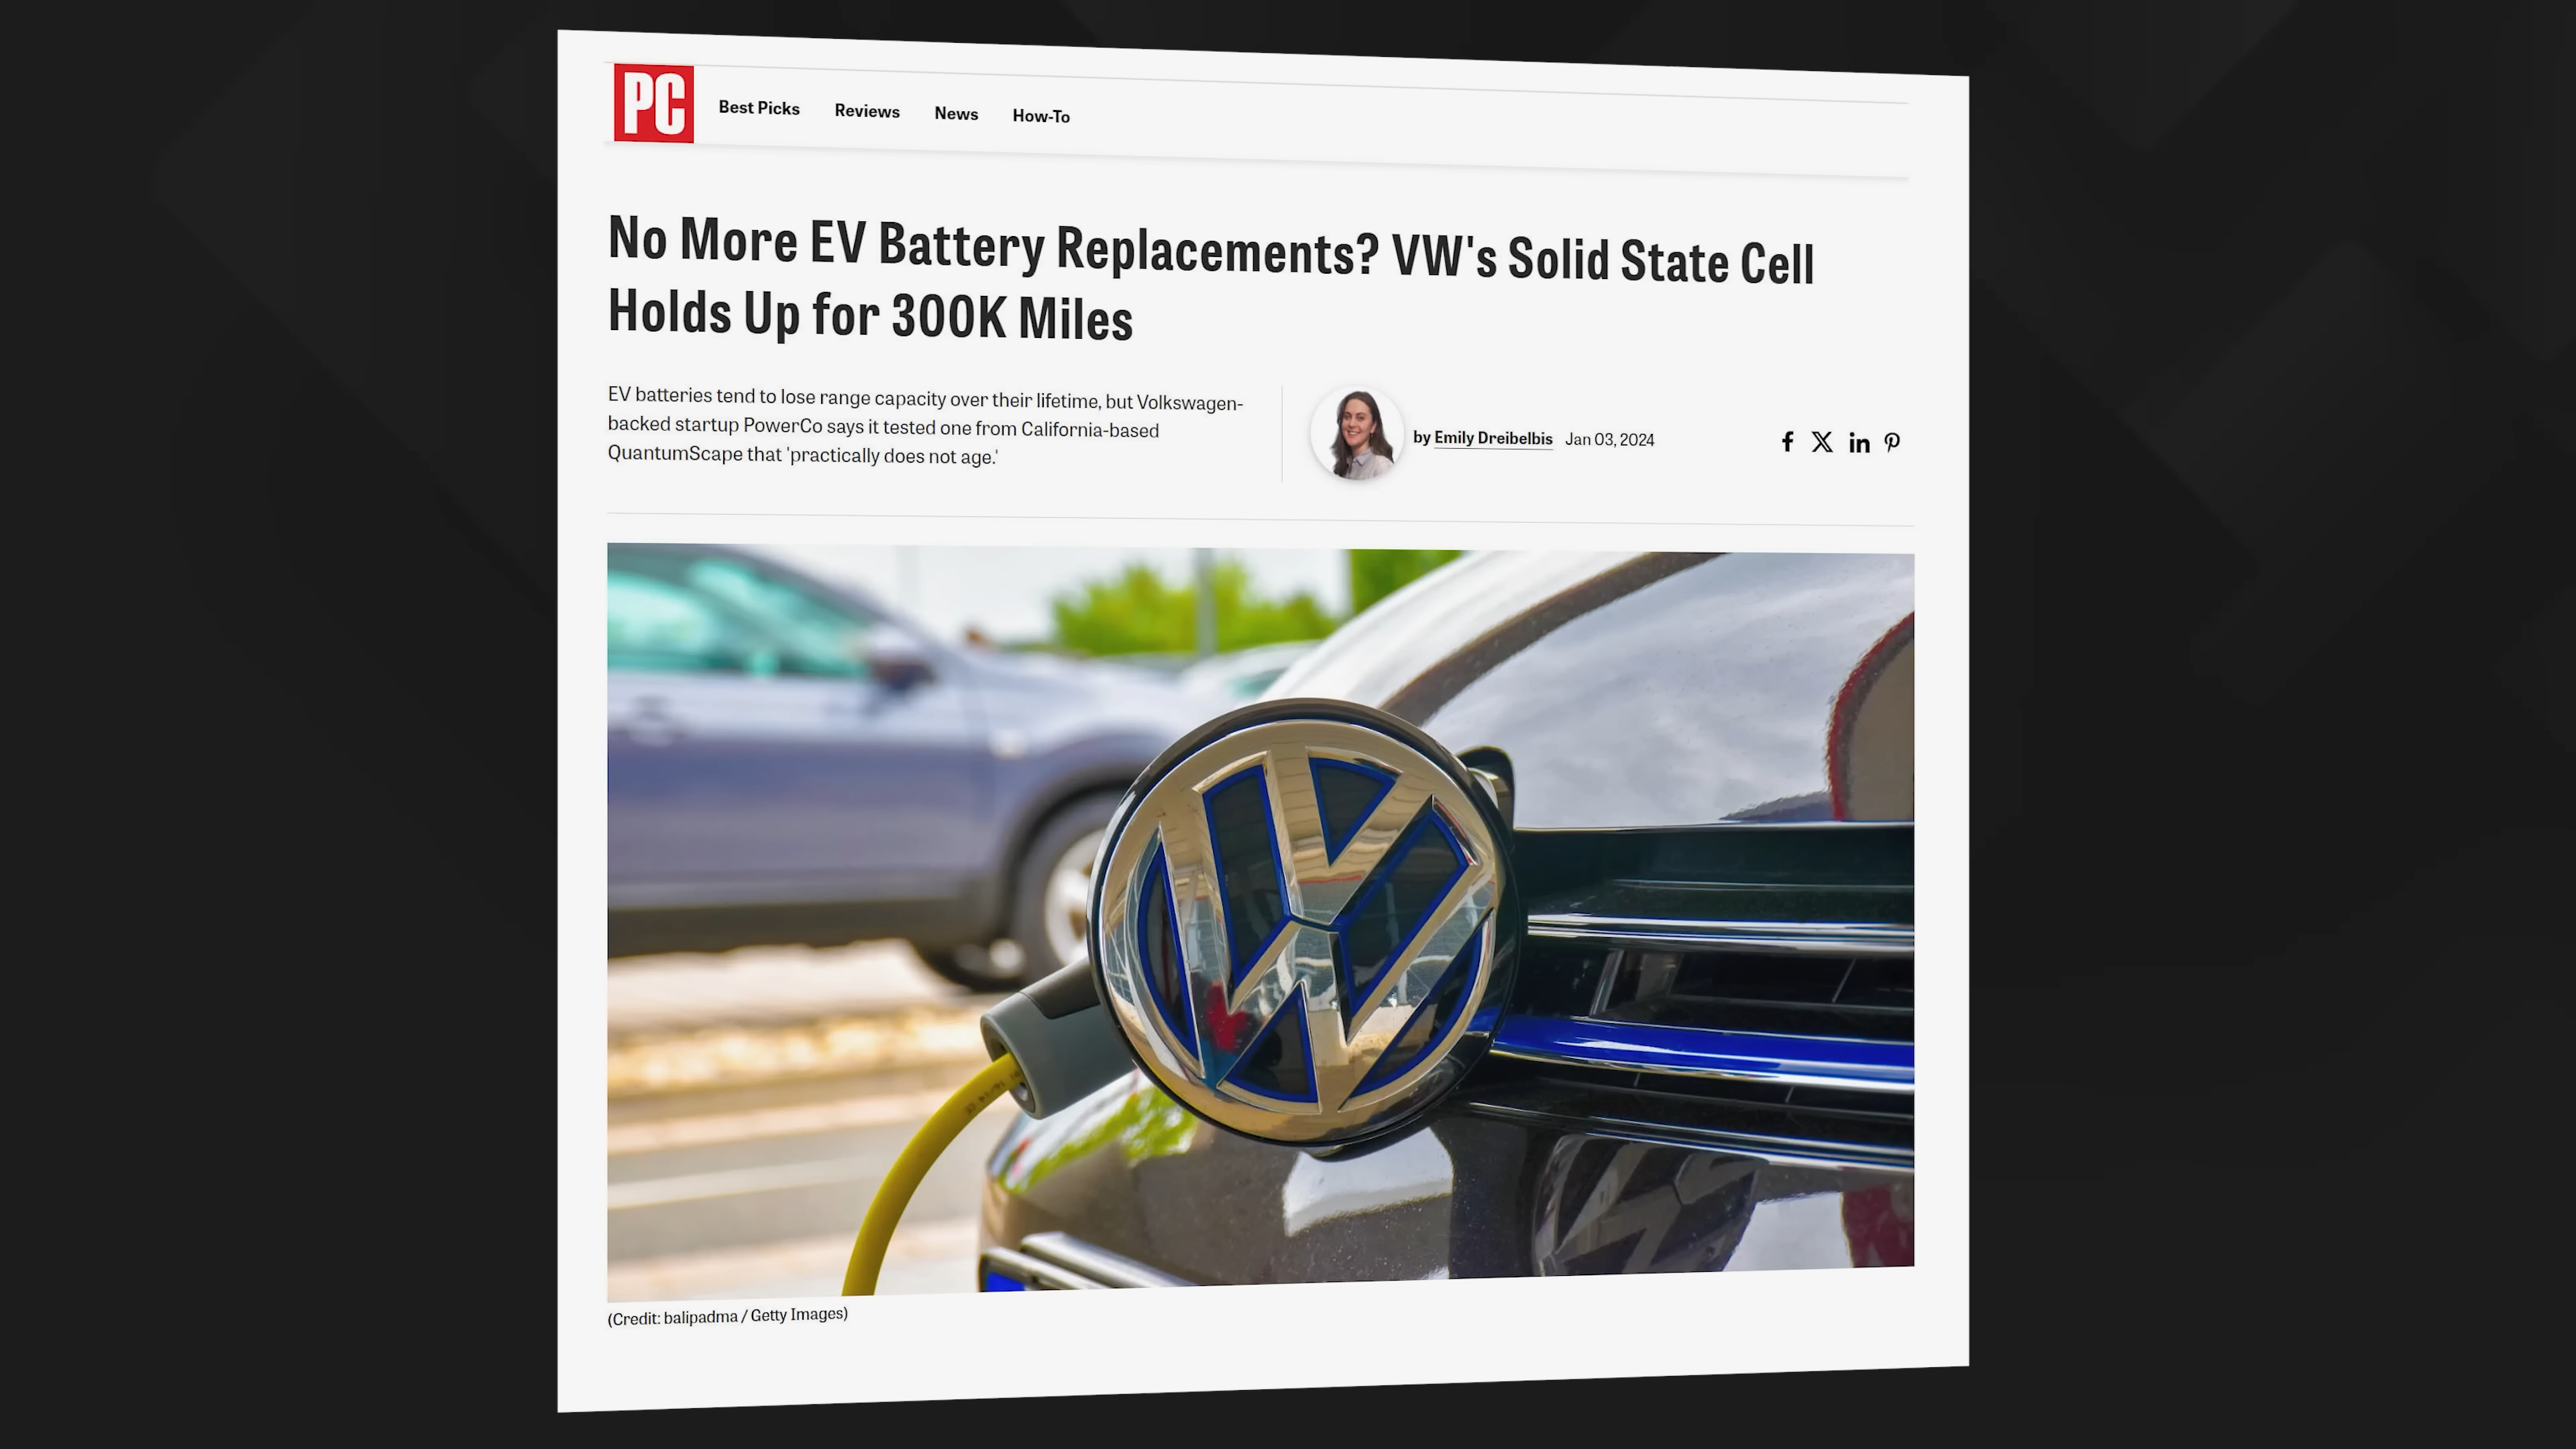 PC
Best Picks Reviews News How-To
No More EV Battery Replacements? VW's Solid State Cell
Holds Up for 300K Miles
EV batteries tend to lose range capacity over their lifetime, but Volkswagen-
backed startup PowerCo says it tested one from California-based
QuantumScape that 'practically does not age.'
by Emily Dreibelbis Jan 03, 2024
(Credit: balipadma / Getty Images)